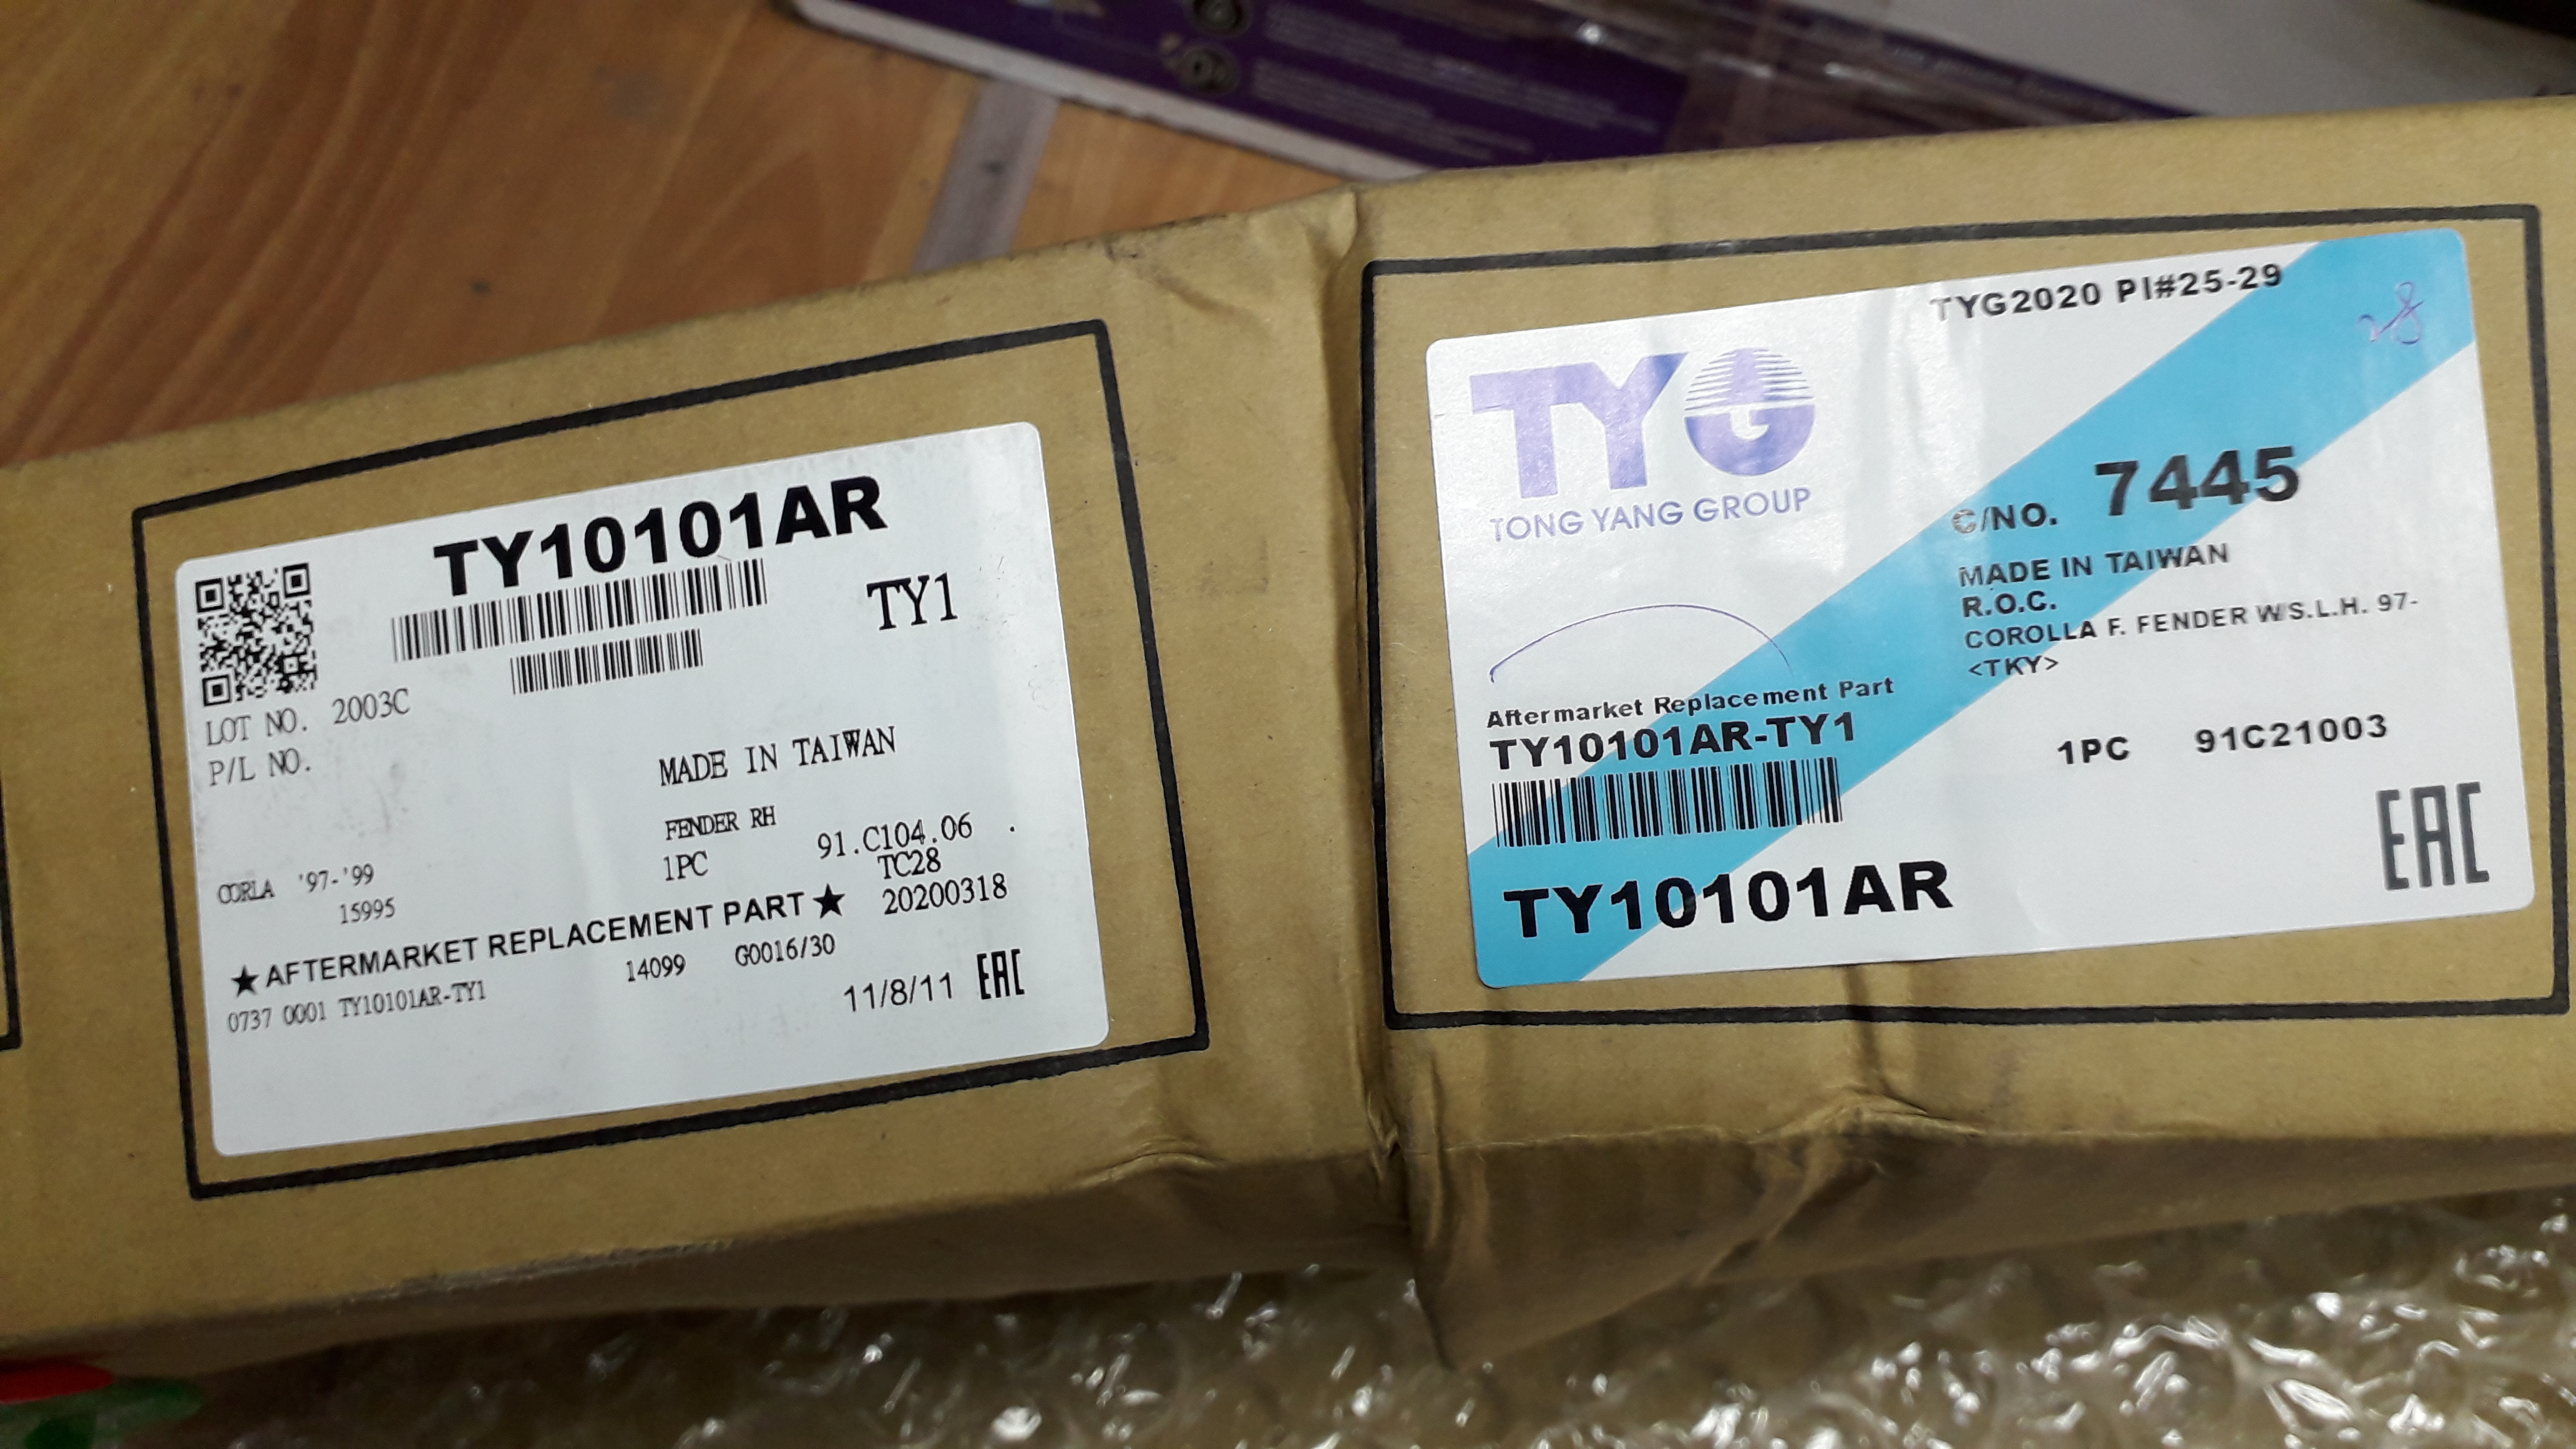 TY10101AR
TY1
LOT NO. 2003C
P/L NO.
MADE IN TAIWAN
FENDER RH
1PC 91.C104.06 .
TC28
CORLA '97-'99
15995
★AFTERMARKET REPLACEMENT PART★ 20200318
0737 0001 TY10101AR-TY1 14099 G0016/30
11/8/11 EAC
TYG2020 PI#25-29
28
TYG
TONG YANG GROUP
C/NO. 7445
MADE IN TAIWAN
R.O.C.
COROLLA F. FENDER W/S.L.H. 97-
<TKY>
Aftermarket Replacement Part
TY10101AR-TY1
1PC 91C21003
EAC
TY10101AR